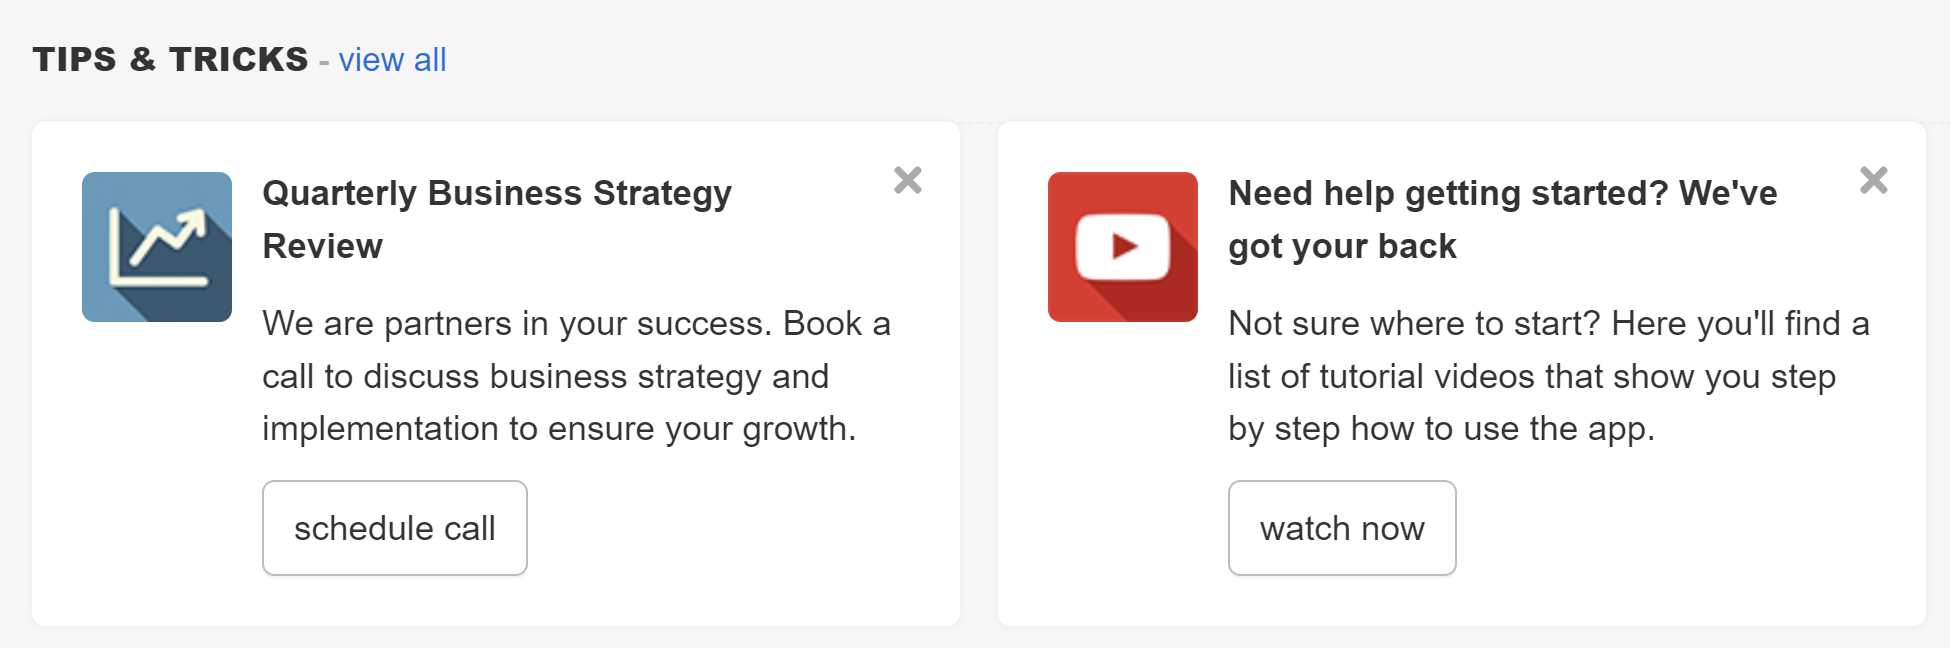 TIPS & TRICKS - view all
Quarterly Business Strategy
Review
We are partners in your success. Book a
call to discuss business strategy and
implementation to ensure your growth.
schedule call
Need help getting started? We've
got your back
Not sure where to start? Here you'll find a
list of tutorial videos that show you step
by step how to use the app.
watch now